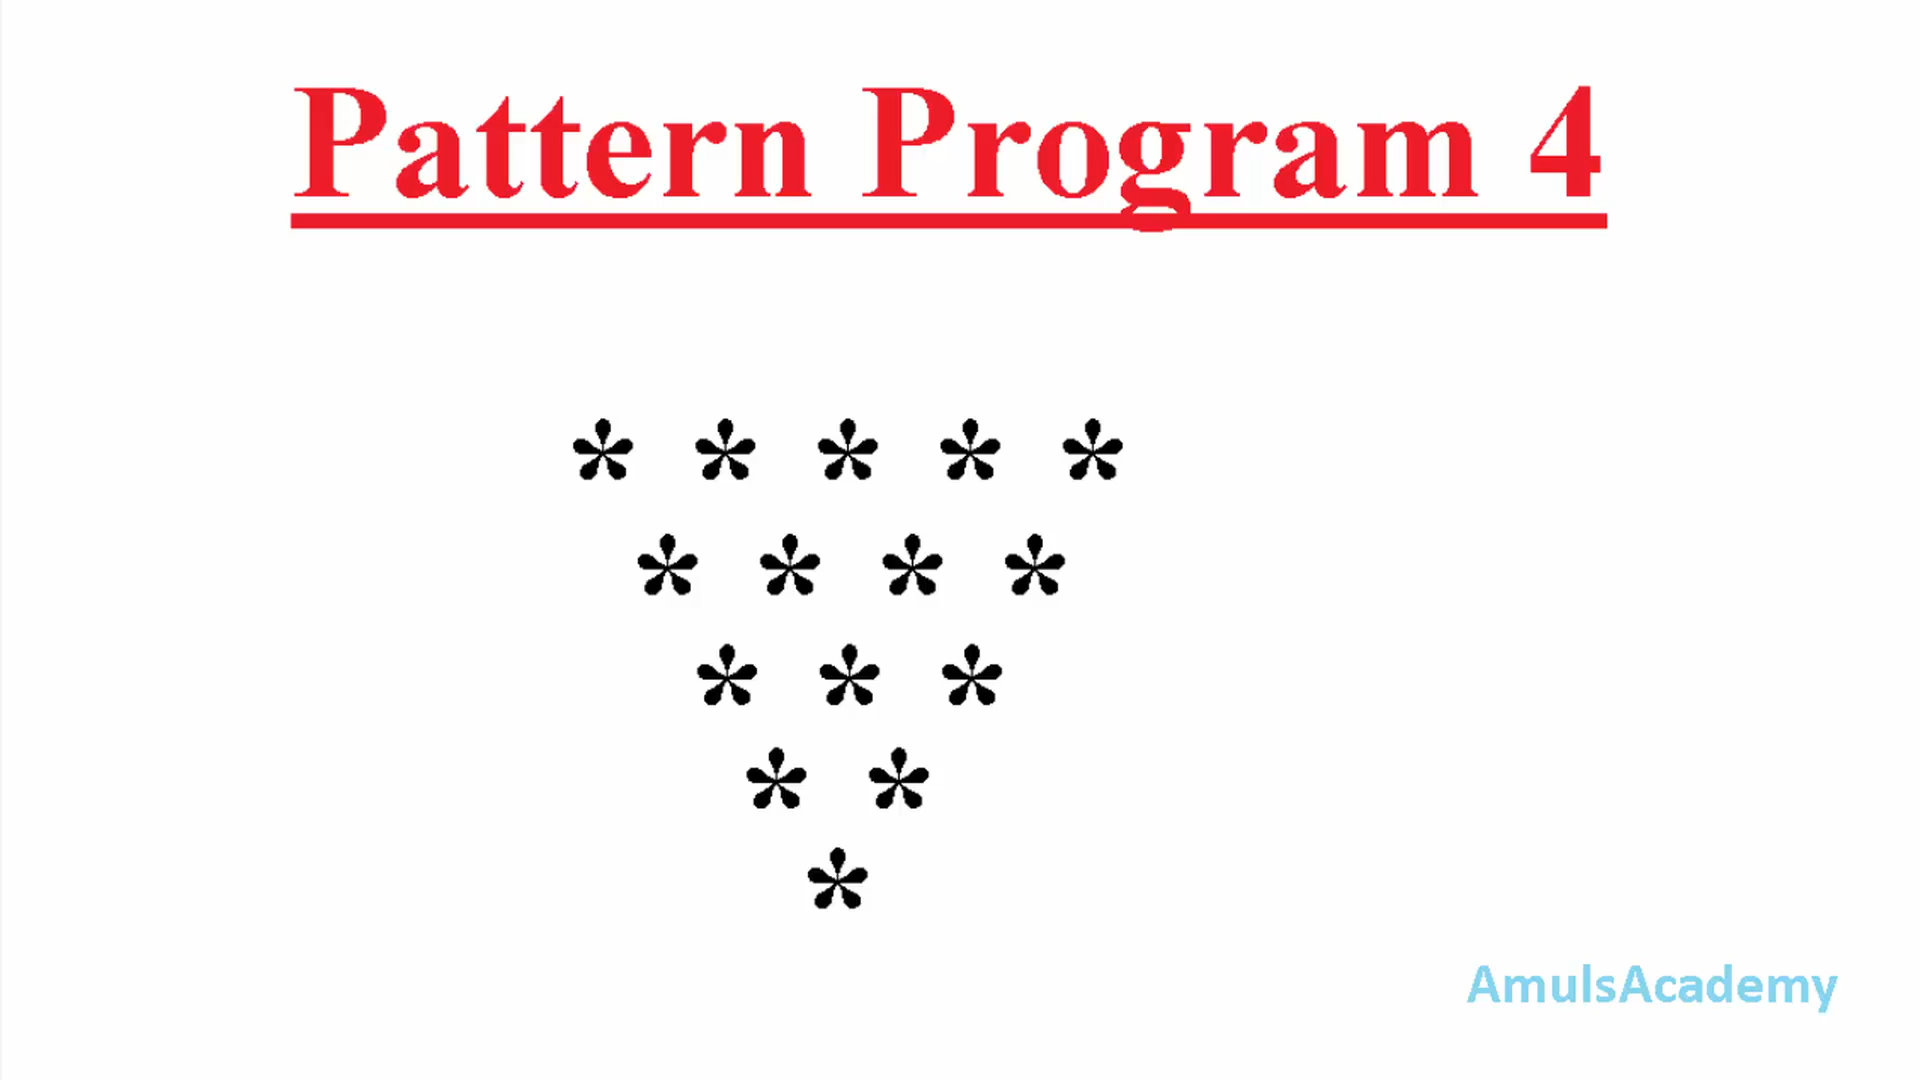 Pattern Program 4
* * * * *
* * * *
* * *
* *
*
AmulsAcademy